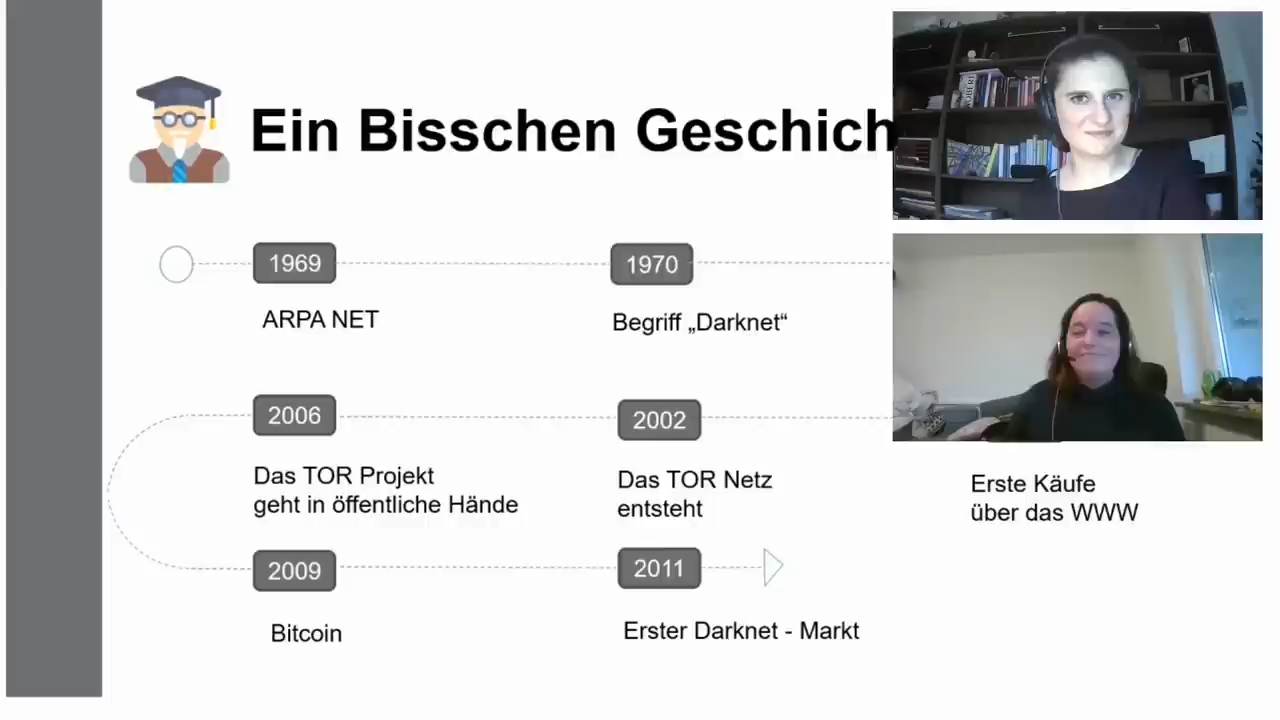 Ein Bisschen Geschich
1969
1970
ARPA NET
Begriff „Darknet“
2006
2002
Das TOR Projekt
geht in öffentliche Hände
Das TOR Netz
entsteht
Erste Käufe
über das WWW
2009
2011
Bitcoin
Erster Darknet - Markt